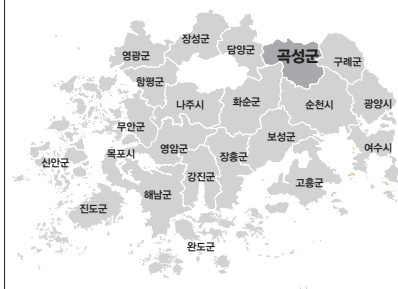 장성군
담양군
곡성군
구례군
영광군
함평군
나주시
화순군
순천시
광양시
무안군
보성군
여수시
목포시
영암군
장흥군
신안군
강진군
고흥군
해남군
진도군
완도군